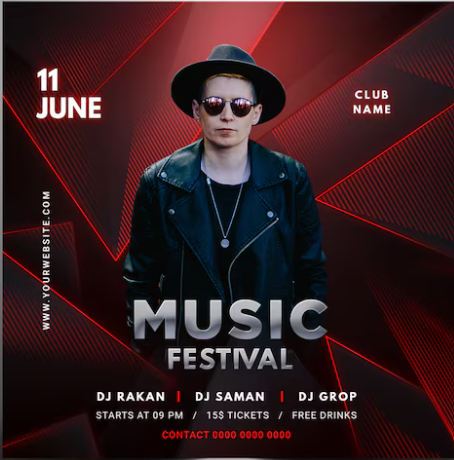 11
JUNE
CLUB
NAME
WWW.YOURWEBSITE.COM
MUSIC
FESTIVAL
DJ RAKAN | DJ SAMAN | DJ GROP
STARTS AT 09 PM / 15$ TICKETS / FREE DRINKS
CONTACT 0000 0000 0000